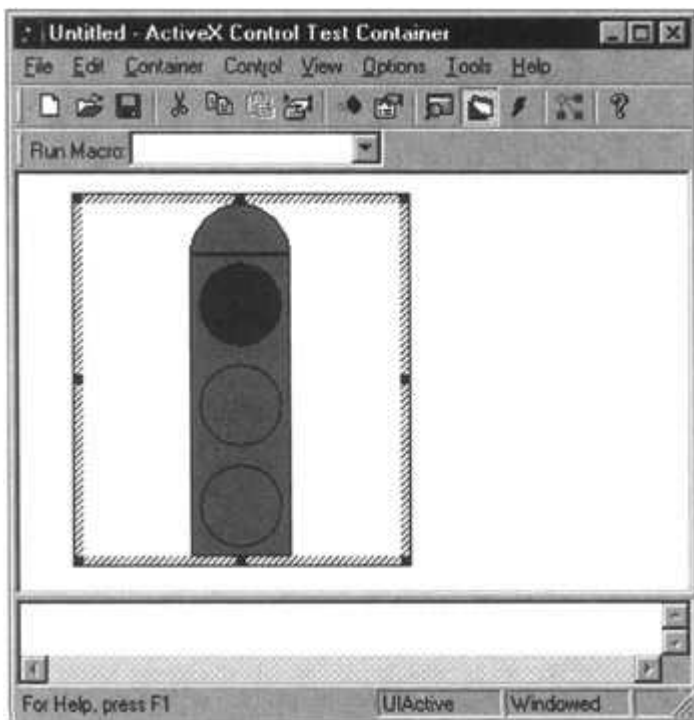 Untitled - ActiveX Control Test Container
File Edit Container Control View Options Tools Help
Run Macro:
For Help, press F1 UIActive Windowed